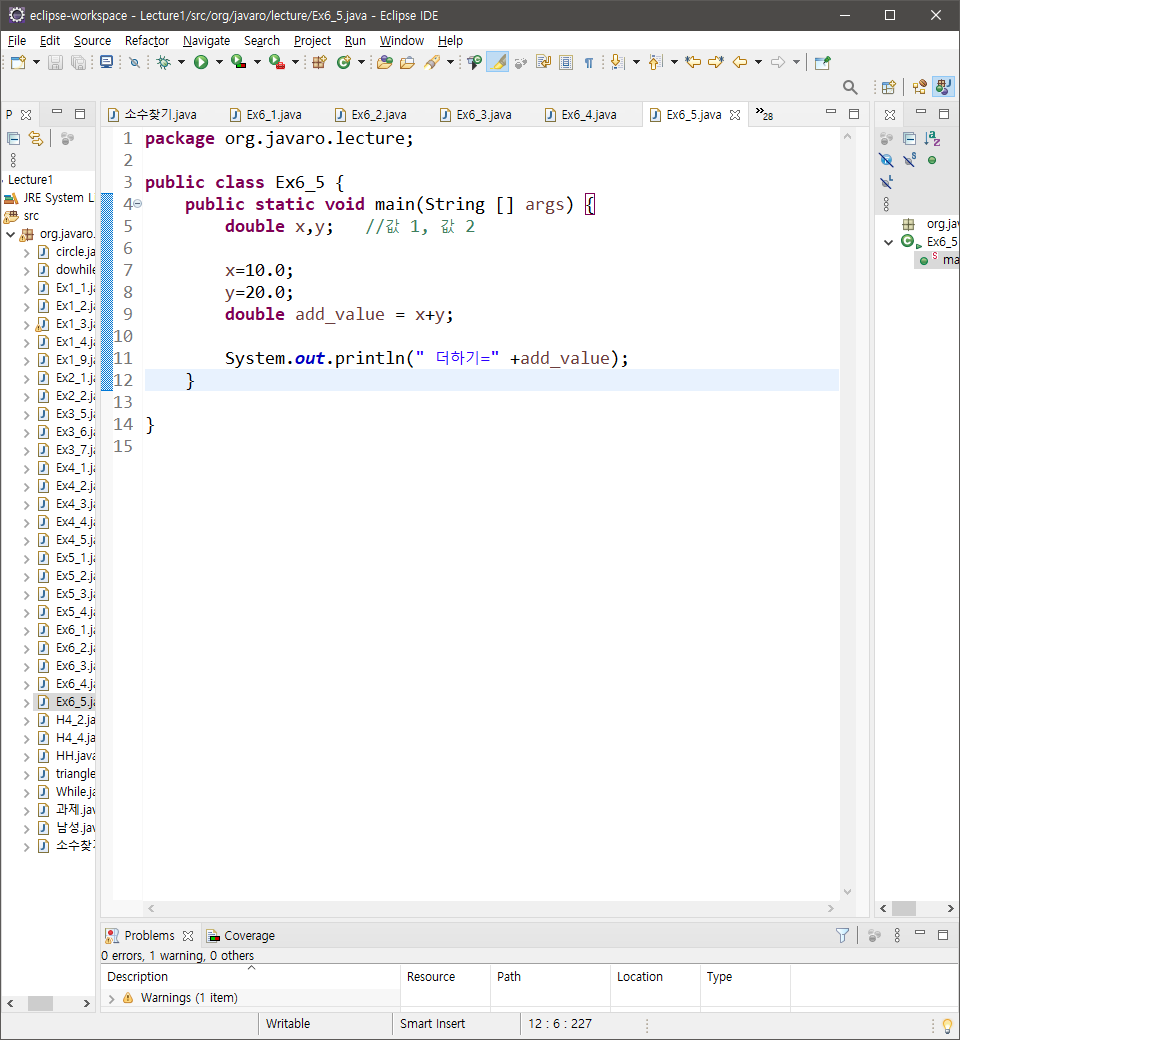 eclipse-workspace - Lecture1/src/org/javaro/lecture/Ex6_5.java - Eclipse IDE
File Edit Source Refactor Navigate Search Project Run Window Help
P
Lecture1
JRE System L
src
org.javaro.
circle.ja
dowhile
Ex1_1.ja
Ex1_2.ja
Ex1_3.ja
Ex1_4.ja
Ex1_9.ja
Ex2_1.ja
Ex2_2.ja
Ex3_5.ja
Ex3_6.ja
Ex3_7.ja
Ex4_1.ja
Ex4_2.ja
Ex4_3.ja
Ex4_4.ja
Ex4_5.ja
Ex5_1.ja
Ex5_2.ja
Ex5_3.ja
Ex5_4.ja
Ex6_1.ja
Ex6_2.ja
Ex6_3.ja
Ex6_4.ja
Ex6_5.ja
H4_2.ja
H4_4.ja
HH.java
triangle
While.ja
과제.jav
남성.jav
소수찾기
소수찾기.java Ex6_1.java Ex6_2.java Ex6_3.java Ex6_4.java Ex6_5.java »28
1 package org.javaro.lecture;
2
3 public class Ex6_5 {
4 public static void main(String [] args) {
5 double x,y; //값 1, 값 2
6
7 x=10.0;
8 y=20.0;
9 double add_value = x+y;
10
11 System.out.println(" 더하기=" +add_value);
12 }
13
14 }
15
org.jav
Ex6_5
ma
Problems Coverage
0 errors, 1 warning, 0 others
Description Resource Path Location Type
Warnings (1 item)
Writable Smart Insert 12 : 6 : 227